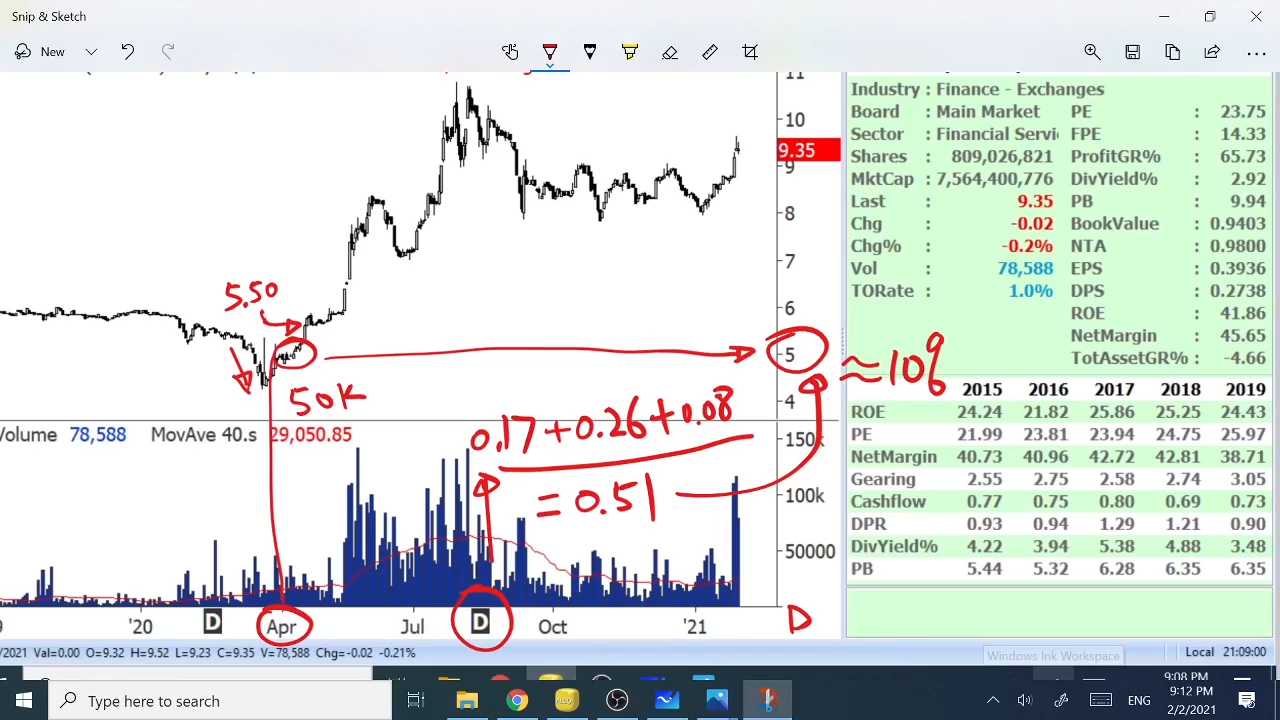 Snip & Sketch
New
11
10
9.35
9
8
7
6
5
4
5.50
50K
≈10%
0.17+0.26+0.08
= 0.51
Volume 78,588 MovAve 40.s 29,050.85
150k
100k
50000
'20 D Apr Jul D Oct '21 D
/2021 Val=0.00 O=9.32 H=9.52 L=9.23 C=9.35 V=78,588 Chg=-0.02 -0.21%
Industry : Finance - Exchanges
Board : Main Market PE : 23.75
Sector : Financial Servi FPE : 14.33
Shares : 809,026,821 ProfitGR% : 65.73
MktCap : 7,564,400,776 DivYield% : 2.92
Last : 9.35 PB : 9.94
Chg : -0.02 BookValue : 0.9403
Chg% : -0.2% NTA : 0.9800
Vol : 78,588 EPS : 0.3936
TORate : 1.0% DPS : 0.2738
ROE : 41.86
NetMargin : 45.65
TotAssetGR% : -4.66
2015 2016 2017 2018 2019
ROE 24.24 21.82 25.86 25.25 24.43
PE 21.99 23.81 23.94 24.75 25.97
NetMargin 40.73 40.96 42.72 42.81 38.71
Gearing 2.55 2.75 2.58 2.74 3.05
Cashflow 0.77 0.75 0.80 0.69 0.73
DPR 0.93 0.94 1.29 1.21 0.90
DivYield% 4.22 3.94 5.38 4.88 3.48
PB 5.44 5.32 6.28 6.35 6.35
Windows Ink Workspace
Local 21:09:00
9:08 PM
Type here to search
ENG
9:12 PM
2/2/2021